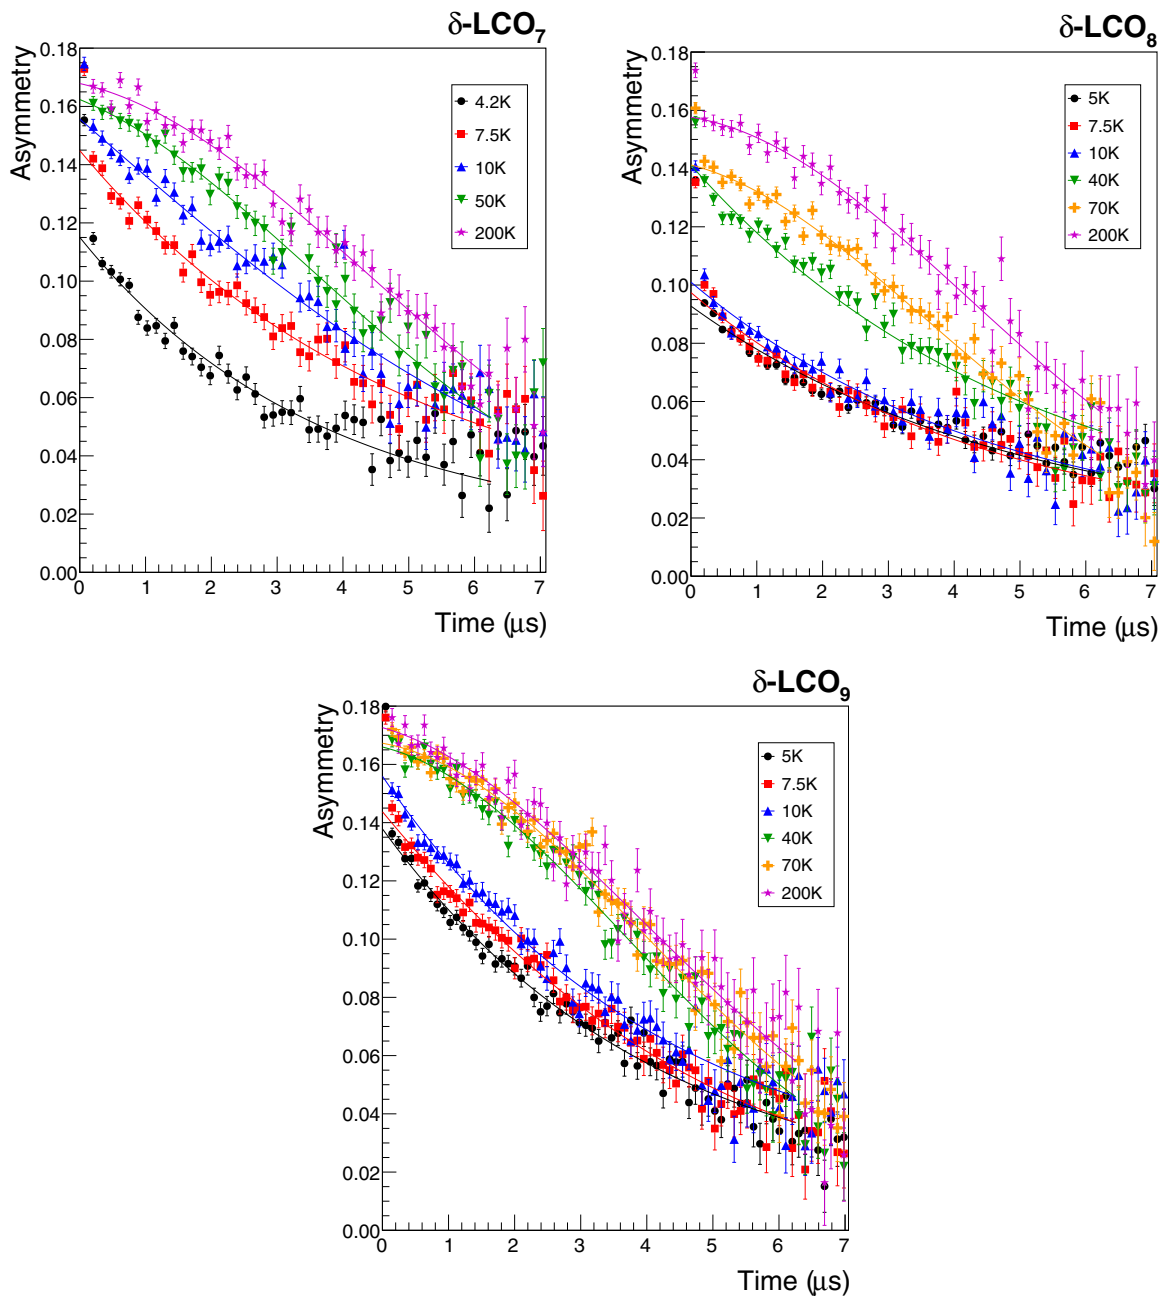 δ-LCO7
Asymmetry
0.18
0.16
0.14
0.12
0.10
0.08
0.06
0.04
0.02
0.00
4.2K
7.5K
10K
50K
200K
0 1 2 3 4 5 6 7
Time (μs)
δ-LCO8
Asymmetry
0.18
0.16
0.14
0.12
0.10
0.08
0.06
0.04
0.02
0.00
5K
7.5K
10K
40K
70K
200K
0 1 2 3 4 5 6 7
Time (μs)
δ-LCO9
Asymmetry
0.18
0.16
0.14
0.12
0.10
0.08
0.06
0.04
0.02
0.00
5K
7.5K
10K
40K
70K
200K
0 1 2 3 4 5 6 7
Time (μs)